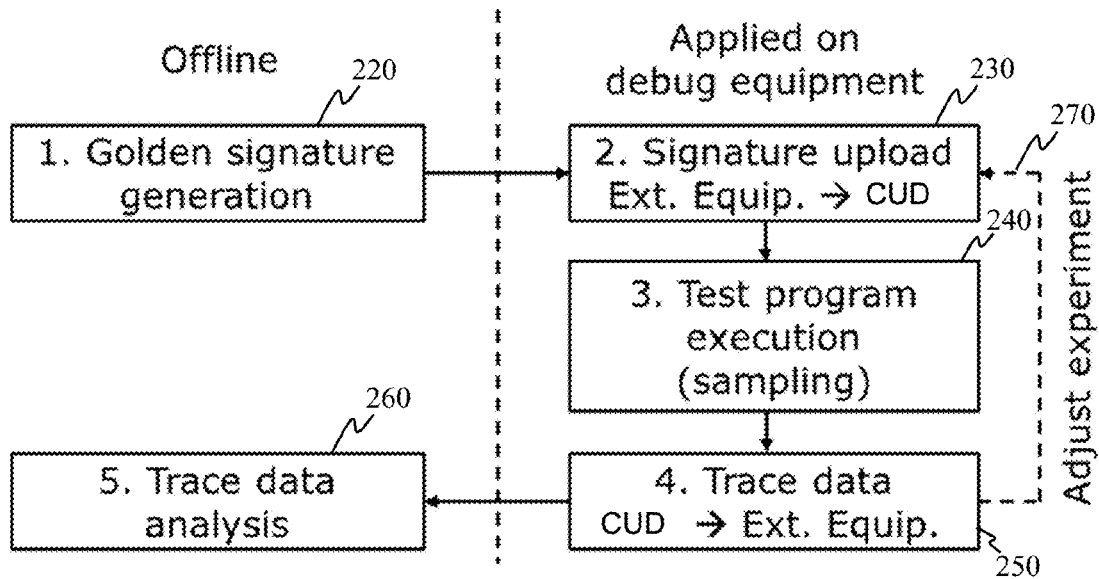 Offline
Applied on
debug equipment
220
230
270
1. Golden signature
generation
2. Signature upload
Ext. Equip. → CUD
240
3. Test program
execution
(sampling)
Adjust experiment
260
5. Trace data
analysis
4. Trace data
CUD → Ext. Equip.
250